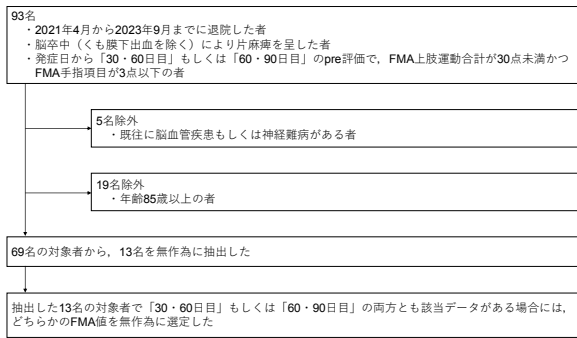 93名
・2021年4月から2023年9月までに退院した者
・脳卒中（くも膜下出血を除く）により片麻痺を呈した者
・発症日から「30・60日目」もしくは「60・90日目」のpre評価で，FMA上肢運動合計が30点未満かつ
FMA手指項目が3点以下の者
5名除外
・既往に脳血管疾患もしくは神経難病がある者
19名除外
・年齢85歳以上の者
69名の対象者から，13名を無作為に抽出した
抽出した13名の対象者で「30・60日目」もしくは「60・90日目」の両方とも該当データがある場合には，
どちらかのFMA値を無作為に選定した